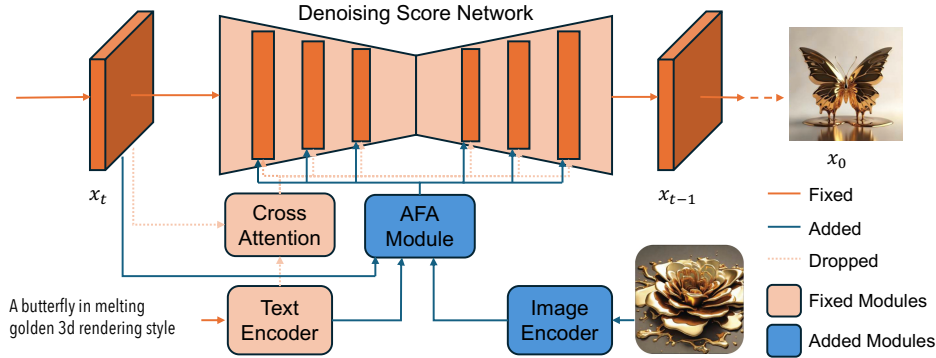 Denoising Score Network
x_t
x_{t-1}
x_0
Cross
Attention
AFA
Module
A butterfly in melting
golden 3d rendering style
Text
Encoder
Image
Encoder
Fixed
Added
Dropped
Fixed Modules
Added Modules